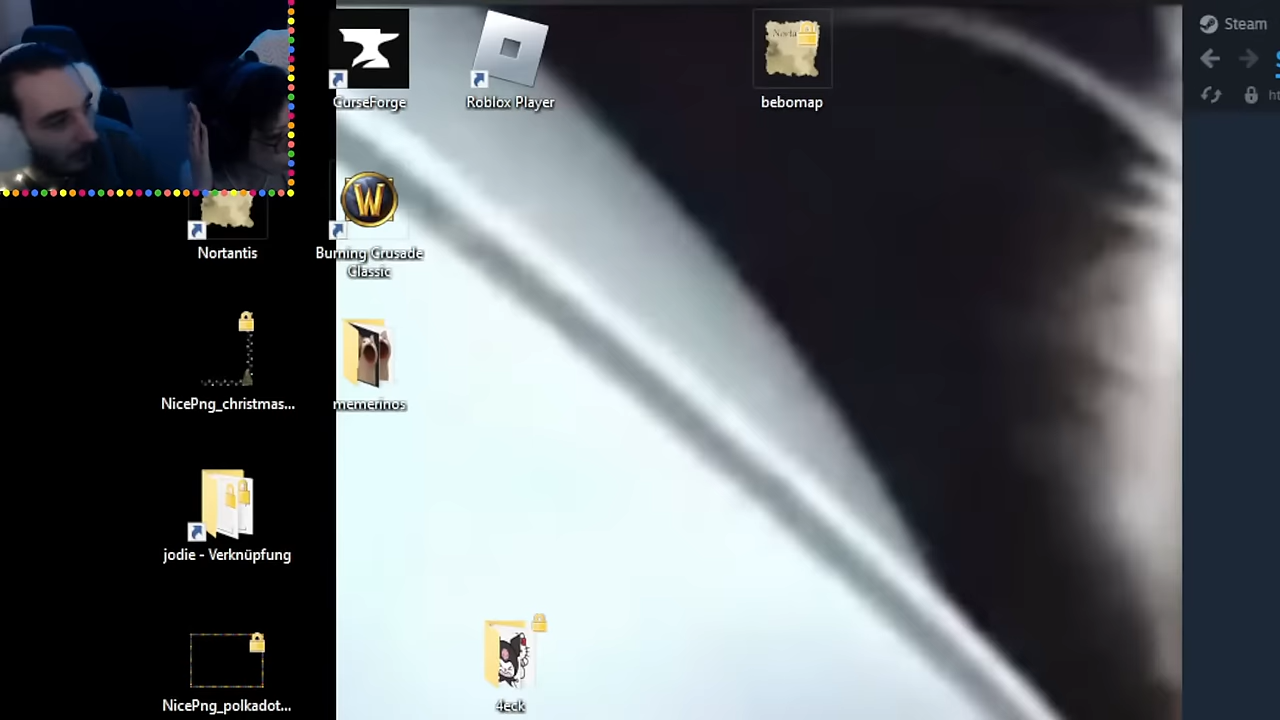 CurseForge
Roblox Player
bebomap
Steam
Nortantis
Burning Crusade
Classic
NicePng_christmas...
memerinos
jodie - Verknüpfung
NicePng_polkadot...
4eck